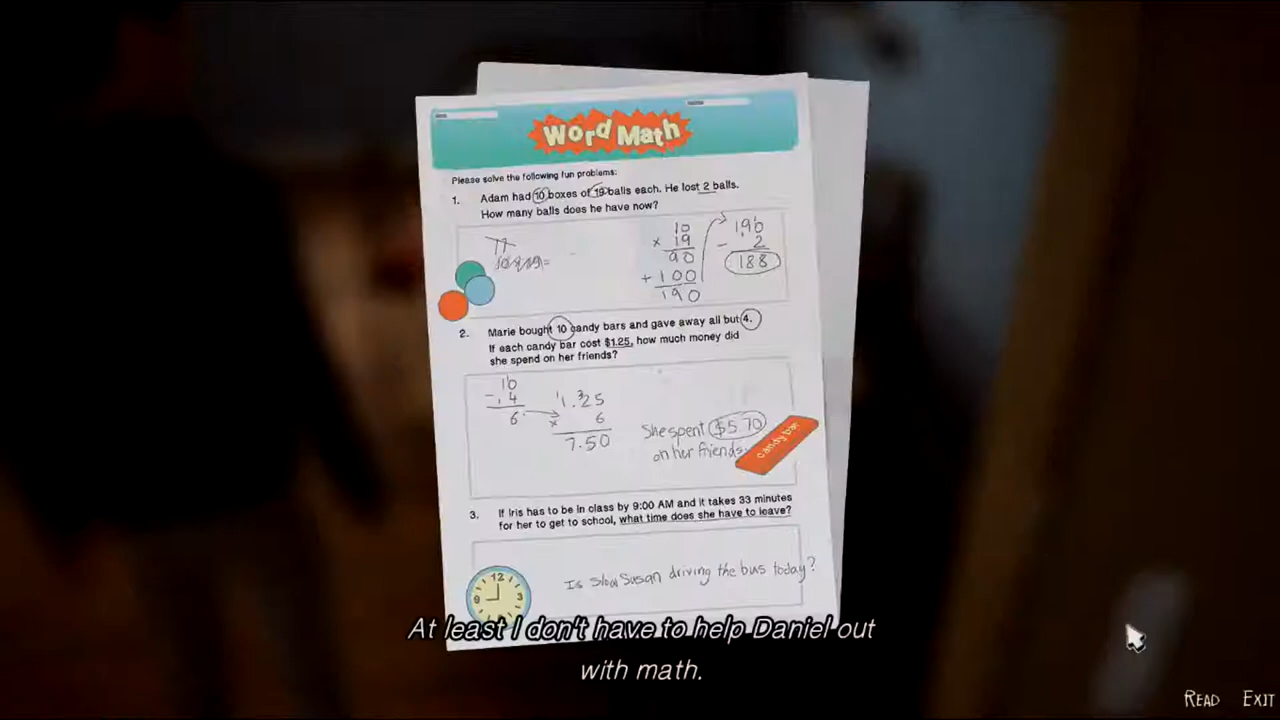 Word Math
Please solve the following fun problems:
1. Adam had 10 boxes of 19 balls each. He lost 2 balls.
How many balls does he have now?
10
x 19
90
+ 100
190
190
- 2
188
2. Marie bought 10 candy bars and gave away all but 4.
If each candy bar cost $1.25, how much money did
she spend on her friends?
10
- 4
6
1.25
x 6
7.50
She spent $5.70
on her friends.
candy bar
3. If Iris has to be in class by 9:00 AM and it takes 33 minutes
for her to get to school, what time does she have to leave?
12
9 3
Is Slow Susan driving the bus today?
At least I don't have to help Daniel out
with math.
READ EXIT